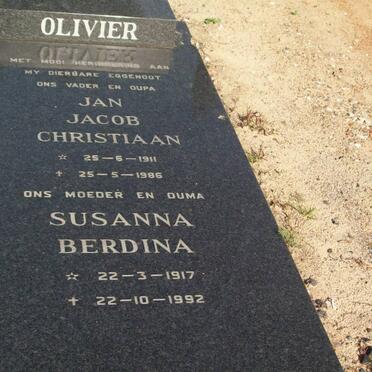 OLIVIER
MET MOOI HERINNERING AAN
MY DIERBARE EGGENOOT
ONS VADER EN OUPA
JAN
JACOB
CHRISTIAAN
☆ 25-6-1911
✝ 25-5-1986
ONS MOEDER EN OUMA
SUSANNA
BERDINA
☆ 22-3-1917
✝ 22-10-1992